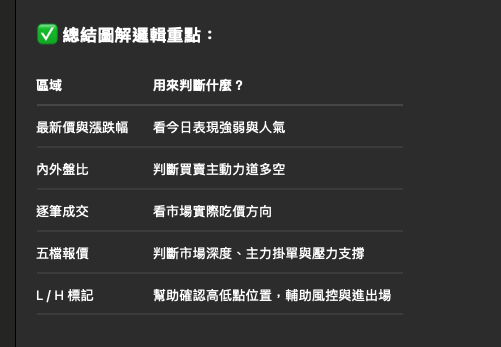 ✅ 總結圖解邏輯重點：
區域 用來判斷什麼？
最新價與漲跌幅 看今日表現強弱與人氣
內外盤比 判斷買賣主動力道多空
逐筆成交 看市場實際吃價方向
五檔報價 判斷市場深度、主力掛單與壓力支撐
L / H 標記 幫助確認高低點位置，輔助風控與進出場